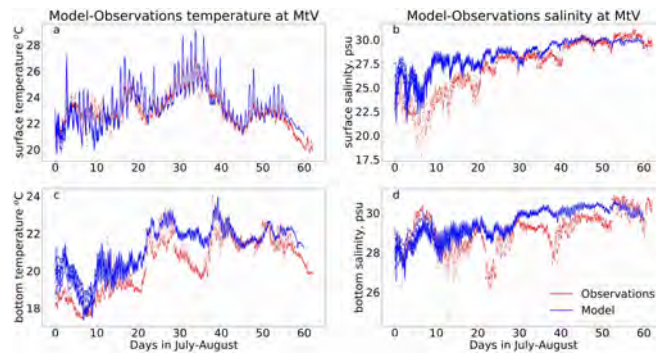 Model-Observations temperature at MtV
Model-Observations salinity at MtV
a
surface temperature °C
28
26
24
22
20
0 10 20 30 40 50 60
b
surface salinity, psu
30.0
27.5
25.0
22.5
20.0
17.5
0 20 40 60
c
bottom temperature °C
24
22
20
18
0 10 20 30 40 50 60
Days in July-August
d
bottom salinity, psu
30
28
26
0 10 20 30 40 50 60
Days in July-August
Observations
Model